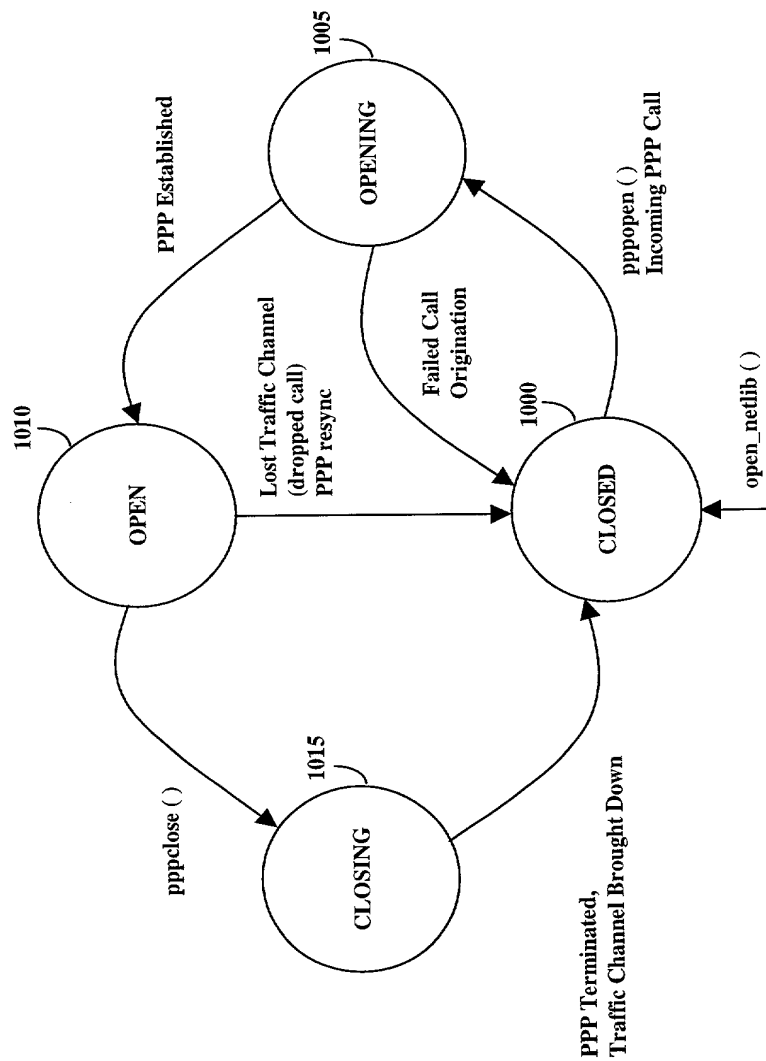 1005
OPENING
PPP Established
pppopen ( )
Incoming PPP Call
Failed Call
Origination
1010
OPEN
Lost Traffic Channel
(dropped call)
PPP resync
1000
CLOSED
open_netlib ( )
pppclose ( )
1015
CLOSING
PPP Terminated,
Traffic Channel Brought Down